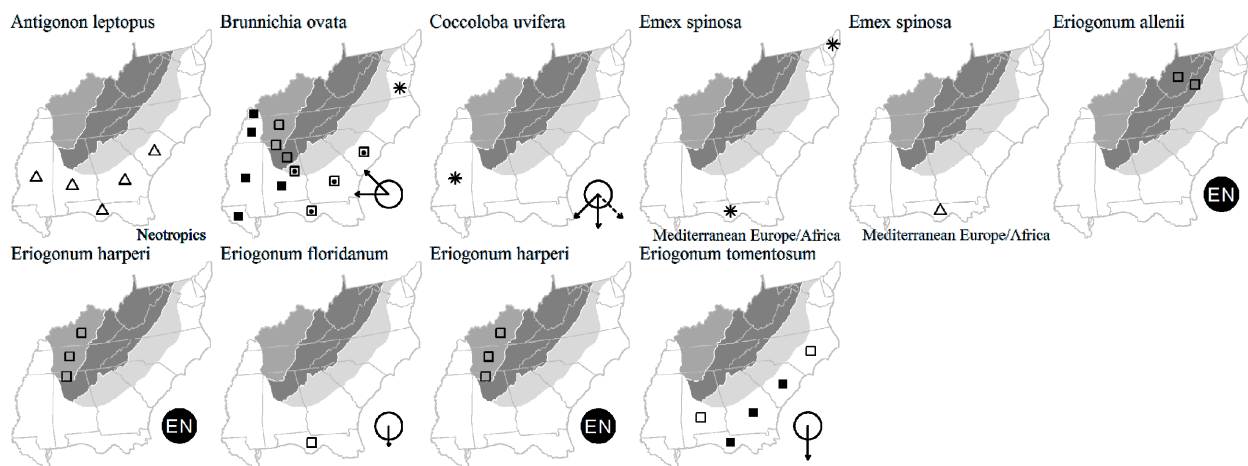 Antigonon leptopus
Brunnichia ovata
Coccoloba uvifera
Emex spinosa
Emex spinosa
Eriogonum allenii
EN
Neotropics
Mediterranean Europe/Africa
Mediterranean Europe/Africa
Eriogonum harperi
Eriogonum floridanum
Eriogonum harperi
Eriogonum tomentosum
EN
EN